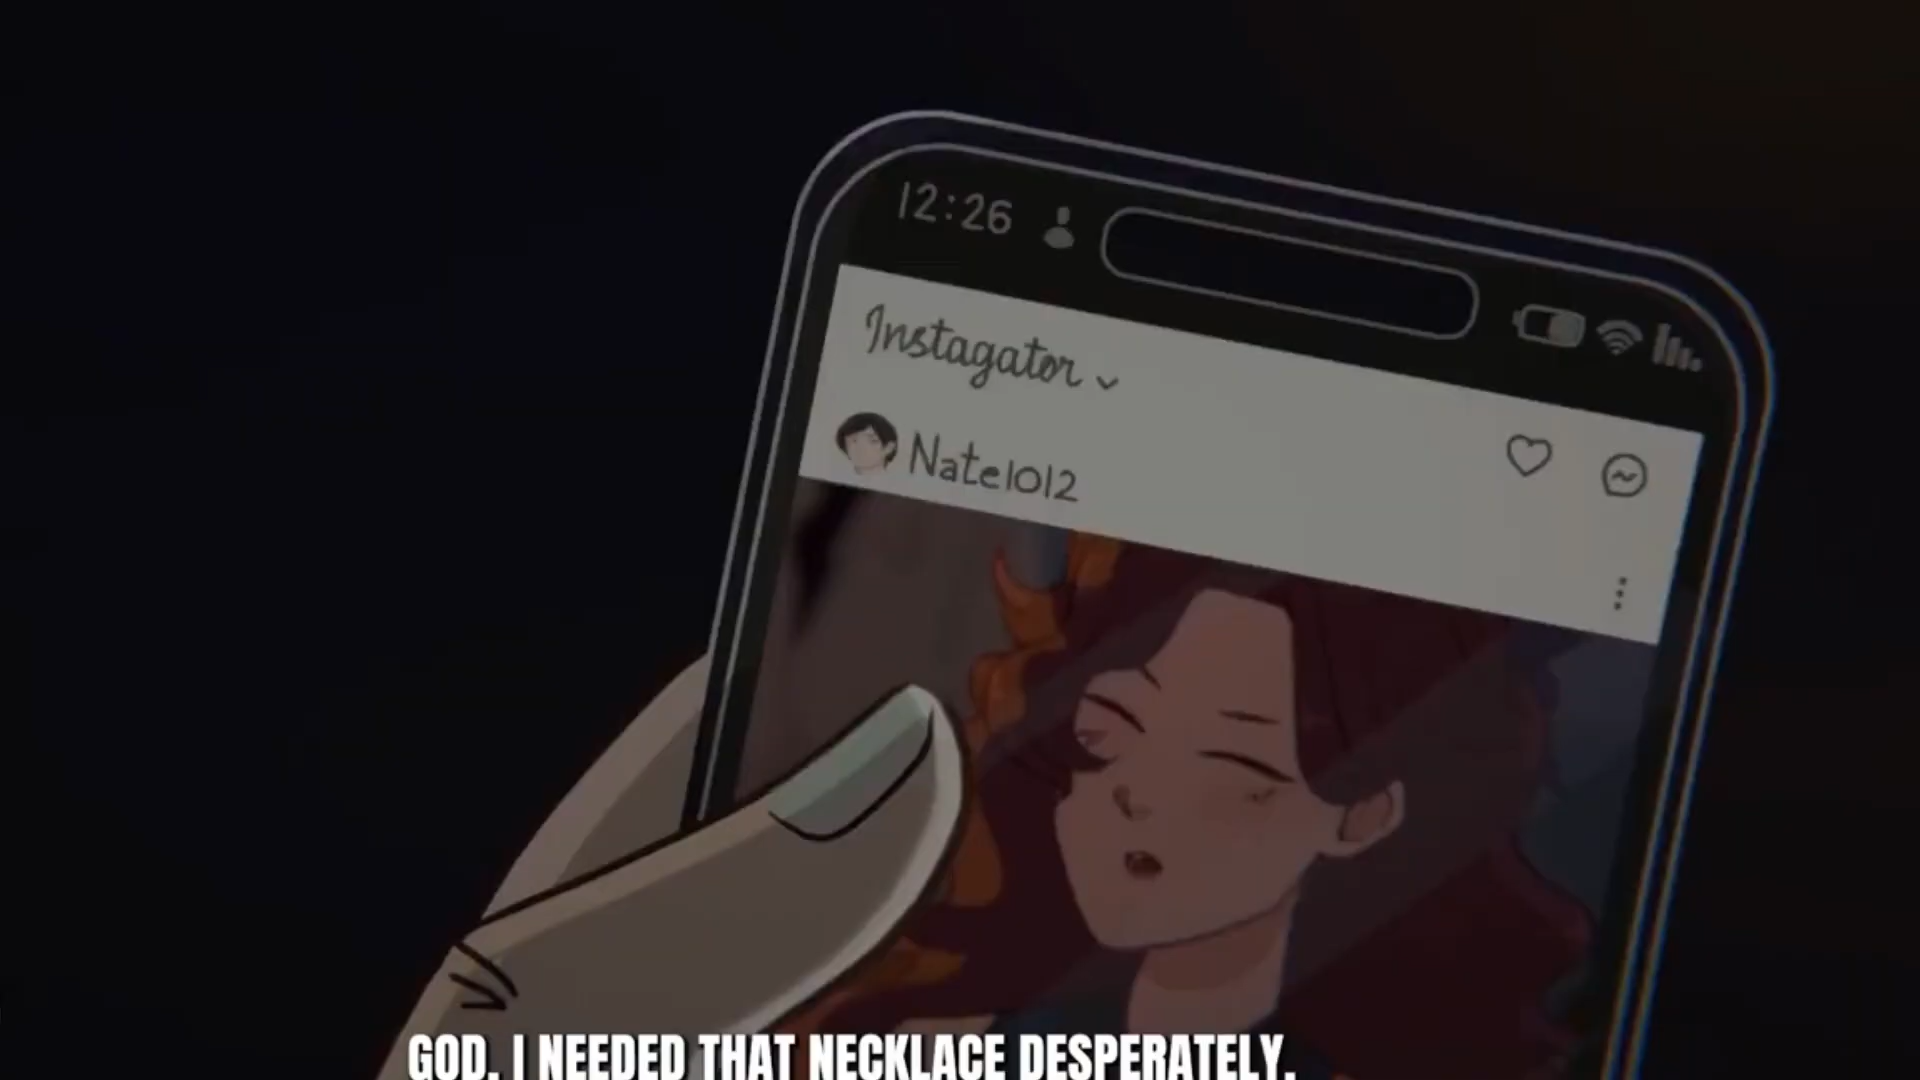 12:26
Instagator
Nate1012
GOD, I NEEDED THAT NECKLACE DESPERATELY.